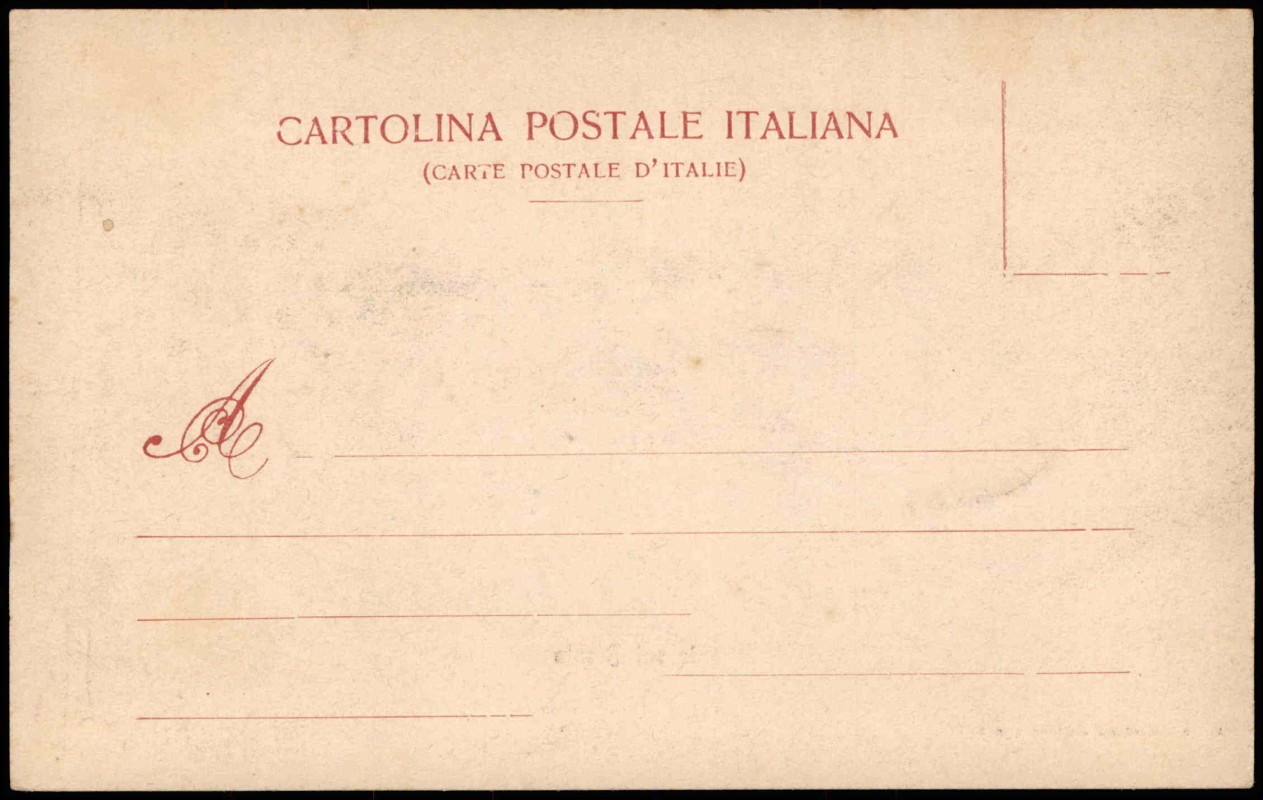 CARTOLINA POSTALE ITALIANA
(CARTE POSTALE D'ITALIE)
A